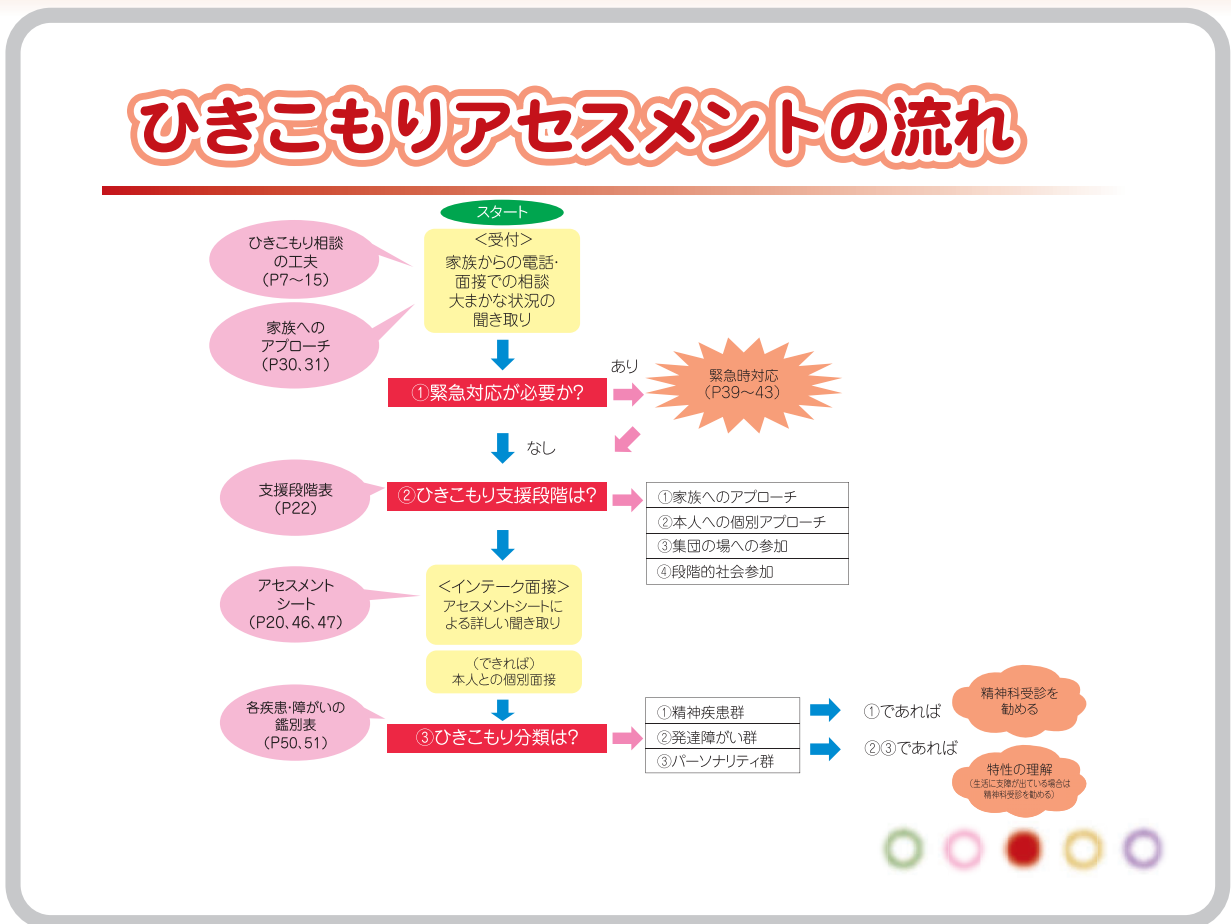 ひきこもりアセスメントの流れ
スタート
ひきこもり相談
の工夫
(P7〜15)
<受付>
家族からの電話・
面接での相談
大まかな状況の
聞き取り
家族への
アプローチ
(P30、31)
①緊急対応が必要か?
あり
緊急時対応
(P39〜43)
なし
支援段階表
(P22)
②ひきこもり支援段階は?
①家族へのアプローチ
②本人への個別アプローチ
③集団の場への参加
④段階的社会参加
アセスメント
シート
(P20、46、47)
<インテーク面接>
アセスメントシートに
よる詳しい聞き取り
(できれば)
本人との個別面接
各疾患・障がいの
鑑別表
(P50、51)
③ひきこもり分類は?
①精神疾患群
②発達障がい群
③パーソナリティ群
①であれば
精神科受診を
勧める
②③であれば
特性の理解
(生活に支障が出ている場合は
精神科受診を勧める)